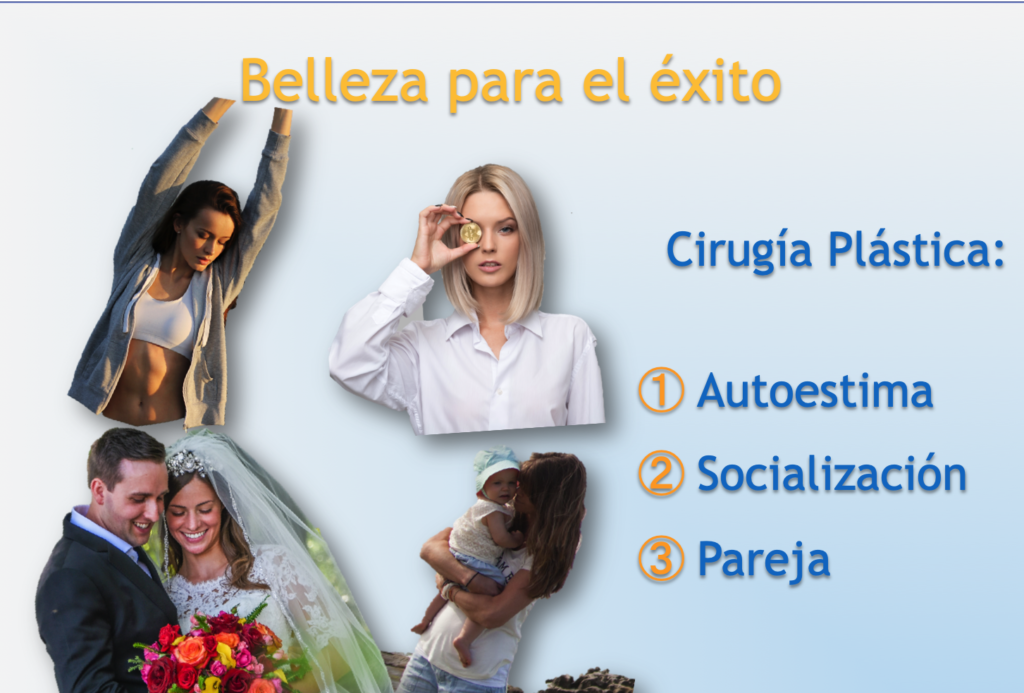 Belleza para el éxito
Cirugía Plástica:
① Autoestima
② Socialización
③ Pareja